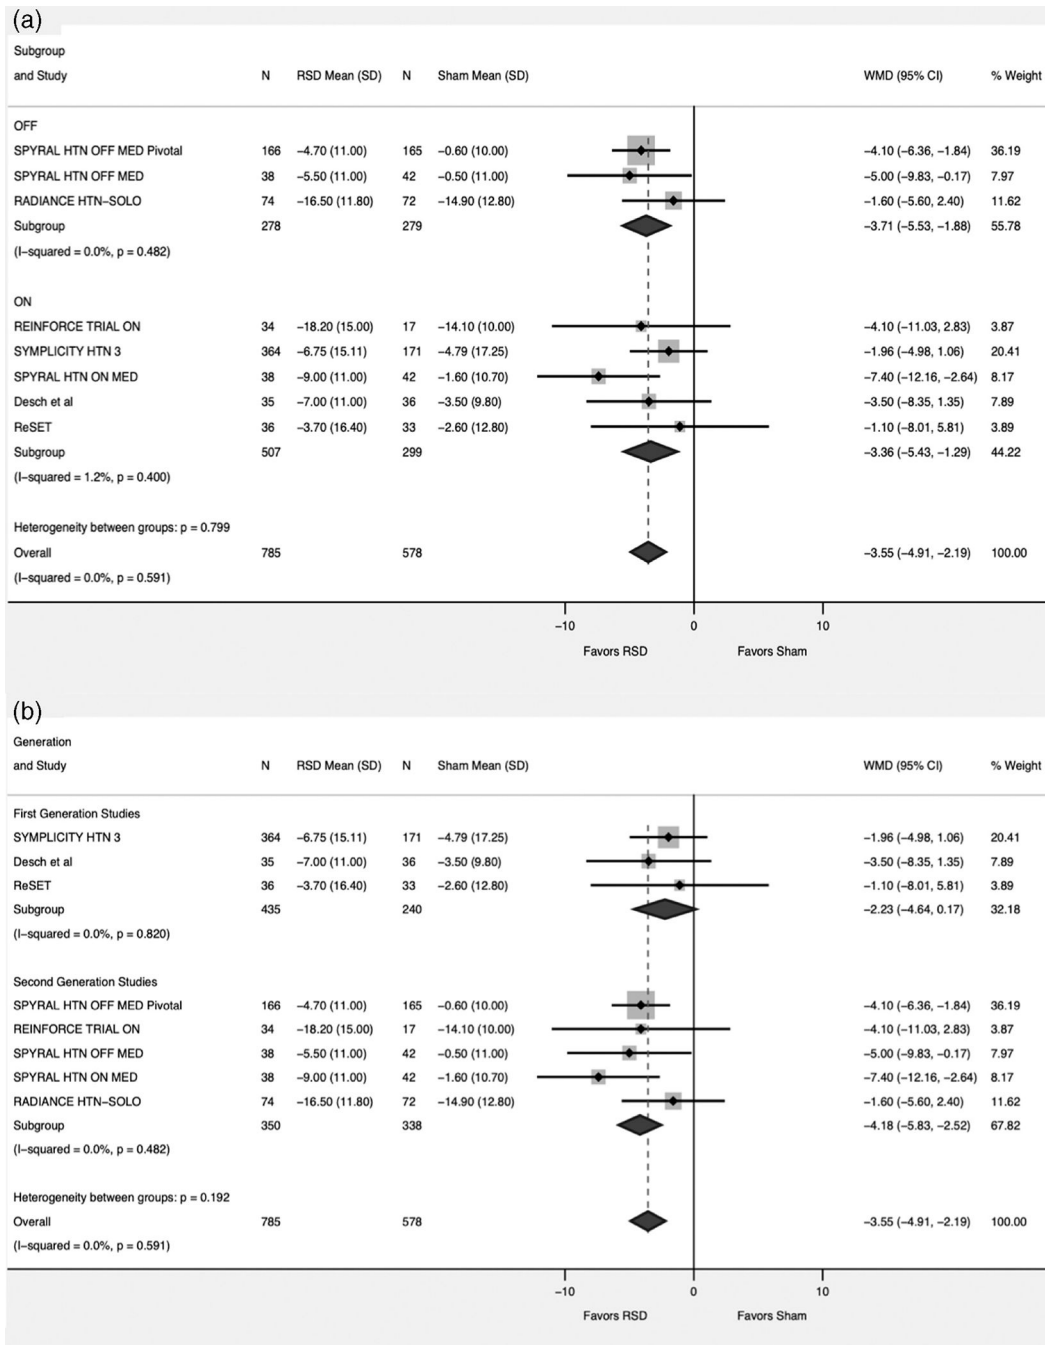 (a)
Subgroup
and Study N RSD Mean (SD) N Sham Mean (SD) WMD (95% CI) % Weight
OFF
SPYRAL HTN OFF MED Pivotal 166 −4.70 (11.00) 165 −0.60 (10.00) −4.10 (−6.36, −1.84) 36.19
SPYRAL HTN OFF MED 38 −5.50 (11.00) 42 −0.50 (11.00) −5.00 (−9.83, −0.17) 7.97
RADIANCE HTN−SOLO 74 −16.50 (11.80) 72 −14.90 (12.80) −1.60 (−5.60, 2.40) 11.62
Subgroup 278 279 −3.71 (−5.53, −1.88) 55.78
(I−squared = 0.0%, p = 0.482)
ON
REINFORCE TRIAL ON 34 −18.20 (15.00) 17 −14.10 (10.00) −4.10 (−11.03, 2.83) 3.87
SYMPLICITY HTN 3 364 −6.75 (15.11) 171 −4.79 (17.25) −1.96 (−4.98, 1.06) 20.41
SPYRAL HTN ON MED 38 −9.00 (11.00) 42 −1.60 (10.70) −7.40 (−12.16, −2.64) 8.17
Desch et al 35 −7.00 (11.00) 36 −3.50 (9.80) −3.50 (−8.35, 1.35) 7.89
ReSET 36 −3.70 (16.40) 33 −2.60 (12.80) −1.10 (−8.01, 5.81) 3.89
Subgroup 507 299 −3.36 (−5.43, −1.29) 44.22
(I−squared = 1.2%, p = 0.400)
Heterogeneity between groups: p = 0.799
Overall 785 578 −3.55 (−4.91, −2.19) 100.00
(I−squared = 0.0%, p = 0.591)
−10 0 10
Favors RSD Favors Sham
(b)
Generation
and Study N RSD Mean (SD) N Sham Mean (SD) WMD (95% CI) % Weight
First Generation Studies
SYMPLICITY HTN 3 364 −6.75 (15.11) 171 −4.79 (17.25) −1.96 (−4.98, 1.06) 20.41
Desch et al 35 −7.00 (11.00) 36 −3.50 (9.80) −3.50 (−8.35, 1.35) 7.89
ReSET 36 −3.70 (16.40) 33 −2.60 (12.80) −1.10 (−8.01, 5.81) 3.89
Subgroup 435 240 −2.23 (−4.64, 0.17) 32.18
(I−squared = 0.0%, p = 0.820)
Second Generation Studies
SPYRAL HTN OFF MED Pivotal 166 −4.70 (11.00) 165 −0.60 (10.00) −4.10 (−6.36, −1.84) 36.19
REINFORCE TRIAL ON 34 −18.20 (15.00) 17 −14.10 (10.00) −4.10 (−11.03, 2.83) 3.87
SPYRAL HTN OFF MED 38 −5.50 (11.00) 42 −0.50 (11.00) −5.00 (−9.83, −0.17) 7.97
SPYRAL HTN ON MED 38 −9.00 (11.00) 42 −1.60 (10.70) −7.40 (−12.16, −2.64) 8.17
RADIANCE HTN−SOLO 74 −16.50 (11.80) 72 −14.90 (12.80) −1.60 (−5.60, 2.40) 11.62
Subgroup 350 338 −4.18 (−5.83, −2.52) 67.82
(I−squared = 0.0%, p = 0.482)
Heterogeneity between groups: p = 0.192
Overall 785 578 −3.55 (−4.91, −2.19) 100.00
(I−squared = 0.0%, p = 0.591)
−10 0 10
Favors RSD Favors Sham